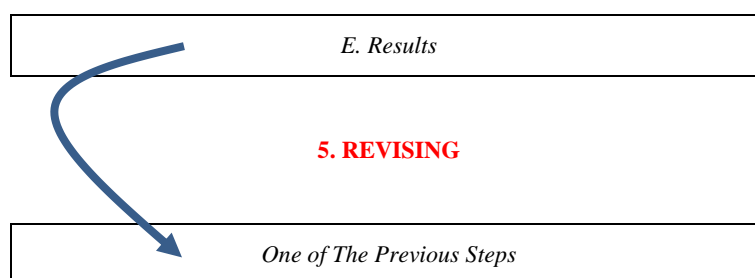 E. Results
5. REVISING
One of The Previous Steps